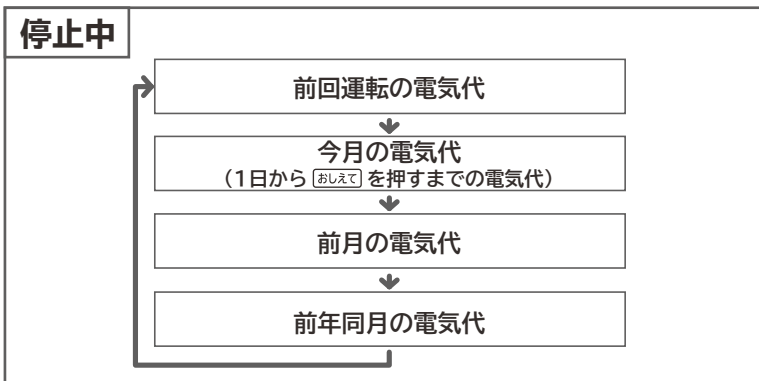 停止中
前回運転の電気代
今月の電気代
（1日から おしえて を押すまでの電気代）
前月の電気代
前年同月の電気代